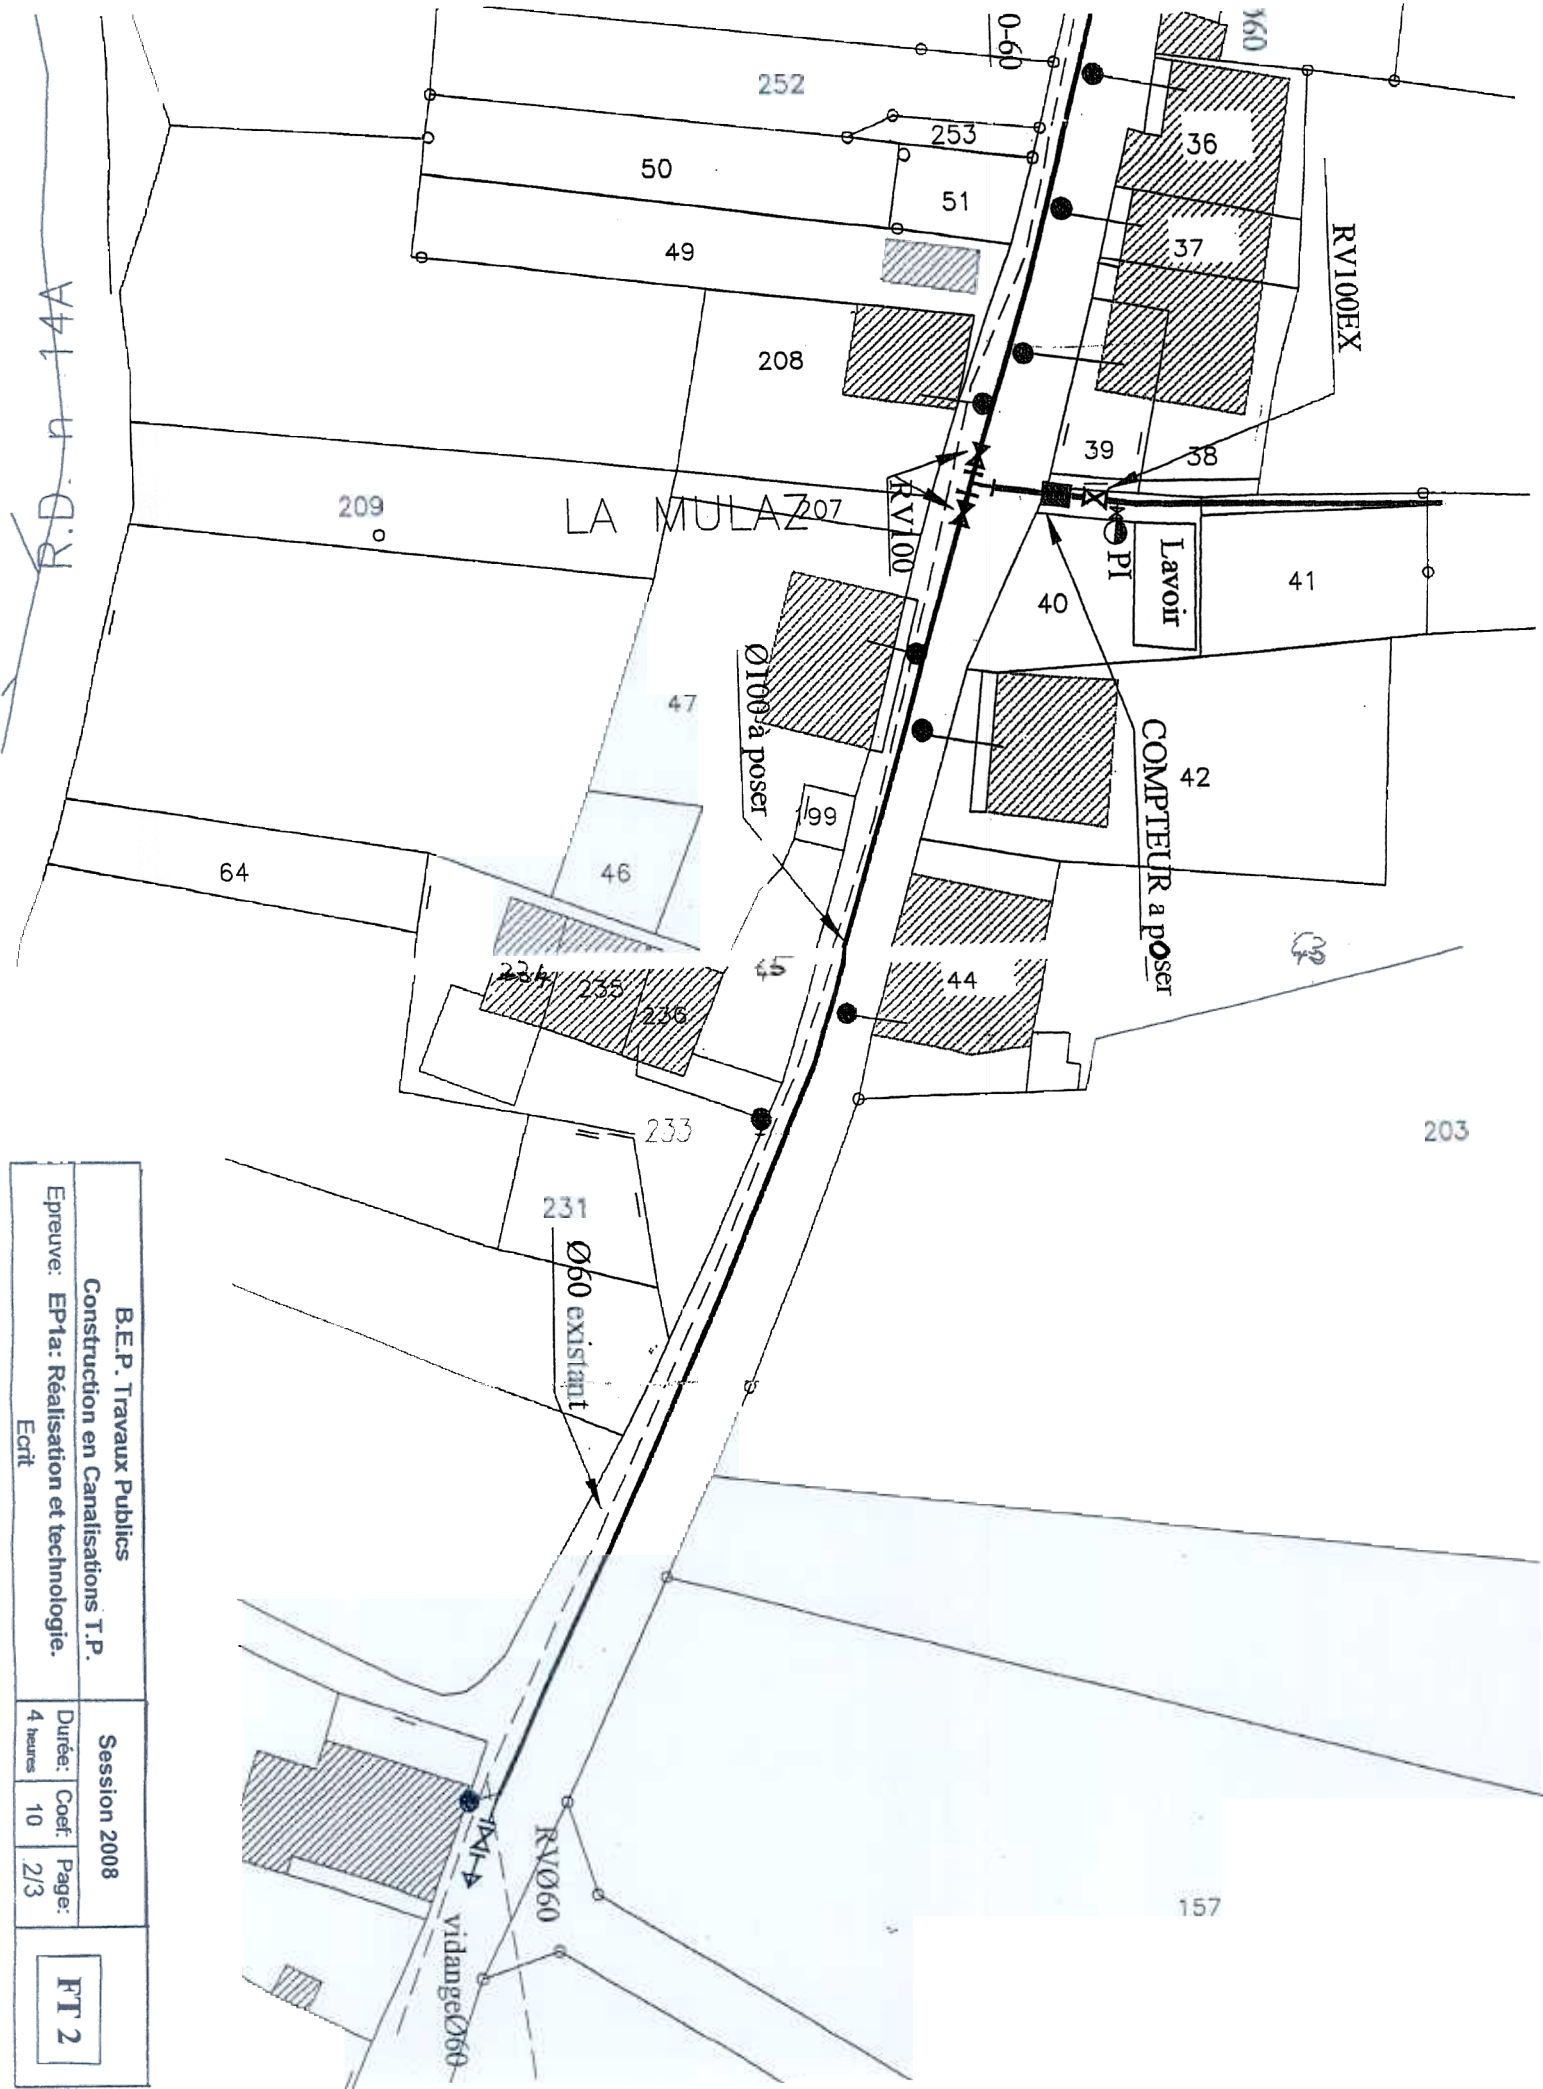 0-60
Ø60
252
253
36
50
51
37
49
RV100EX
208
39
38
209
LA MULAZ
207
RV100
PI
Lavoir
40
41
R.D. u 14A
47
Ø100 à poser
COMPTEUR a poser
42
199
64
46
43
234
235
236
45
44
233
203
231
Ø60 existant
RVØ60
vidangeØ60
157
B.E.P. Travaux Publics
Construction en Canalisations T.P.
Session 2008
Epreuve: EP1a: Réalisation et technologie.
Ecrit
Durée:
4 heures
Coef:
10
Page:
2/3
FT 2